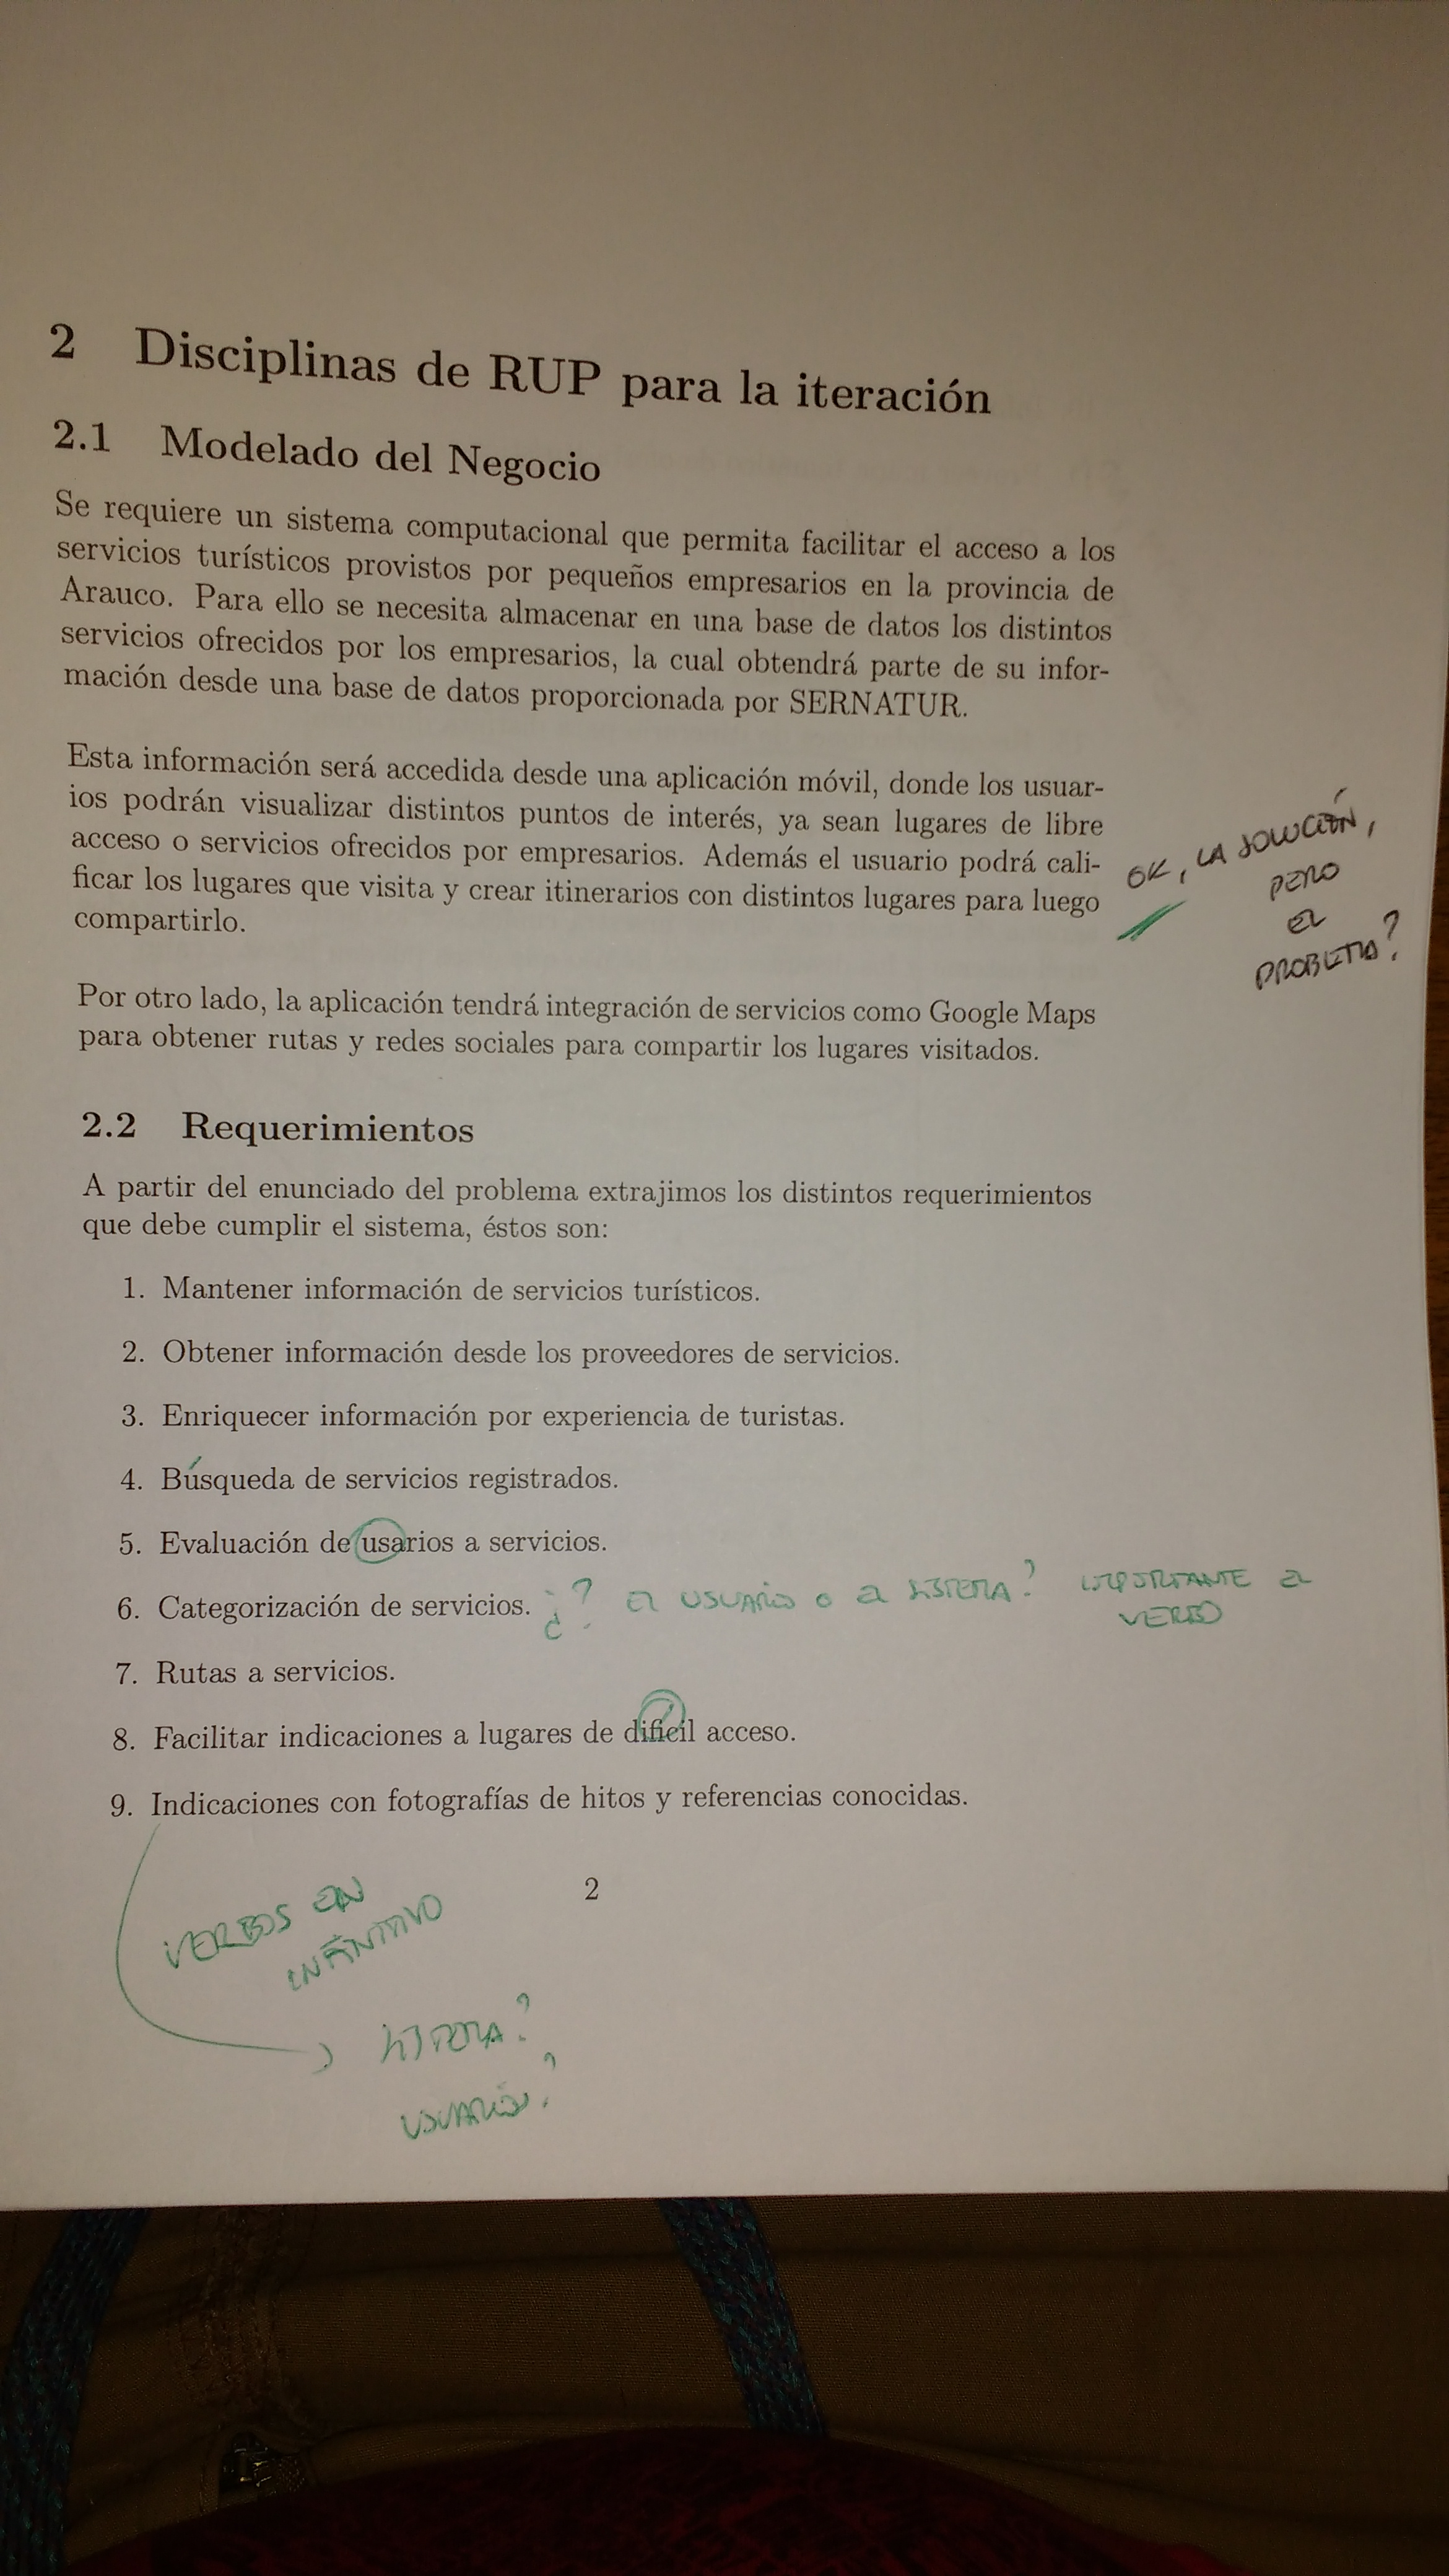 2 Disciplinas de RUP para la iteración
2.1 Modelado del Negocio
Se requiere un sistema computacional que permita facilitar el acceso a los
servicios turísticos provistos por pequeños empresarios en la provincia de
Arauco. Para ello se necesita almacenar en una base de datos los distintos
servicios ofrecidos por los empresarios, la cual obtendrá parte de su infor-
mación desde una base de datos proporcionada por SERNATUR.
Esta información será accedida desde una aplicación móvil, donde los usuar-
ios podrán visualizar distintos puntos de interés, ya sean lugares de libre
acceso o servicios ofrecidos por empresarios. Además el usuario podrá cali-
ficar los lugares que visita y crear itinerarios con distintos lugares para luego
compartirlo.
OK, LA SOLUCIÓN,
PERO
EL
PROBLEMA?
Por otro lado, la aplicación tendrá integración de servicios como Google Maps
para obtener rutas y redes sociales para compartir los lugares visitados.
2.2 Requerimientos
A partir del enunciado del problema extrajimos los distintos requerimientos
que debe cumplir el sistema, éstos son:
1. Mantener información de servicios turísticos.
2. Obtener información desde los proveedores de servicios.
3. Enriquecer información por experiencia de turistas.
4. Búsqueda de servicios registrados.
5. Evaluación de usarios a servicios.
6. Categorización de servicios. ¿? EL USUARIO O EL SISTEMA? IMPORTANTE EL
VERBO
7. Rutas a servicios.
8. Facilitar indicaciones a lugares de dificil acceso.
9. Indicaciones con fotografías de hitos y referencias conocidas.
2
VERBOS EN
INFINITIVO
SISTEMA?
USUARIO?